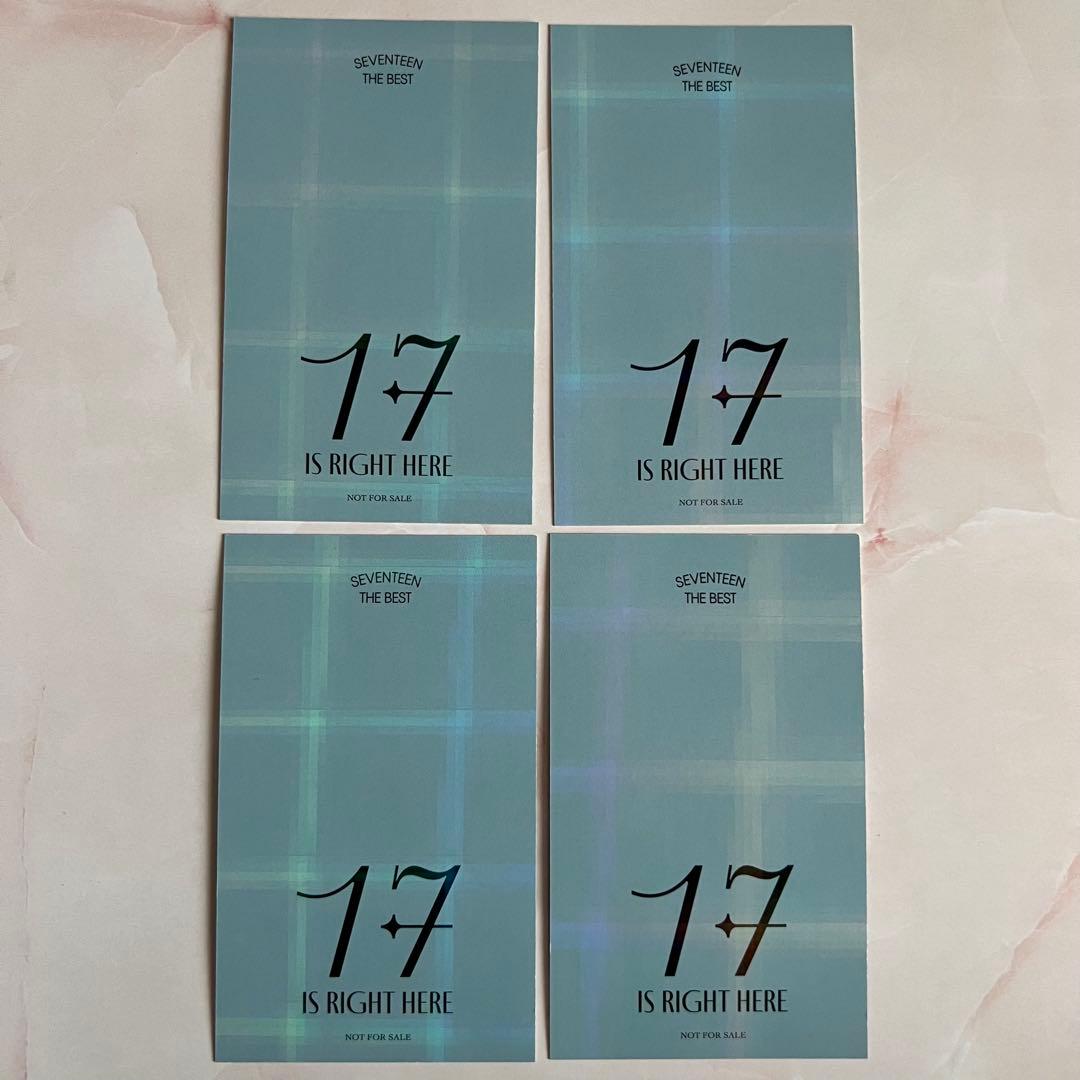 SEVENTEEN
THE BEST
17
IS RIGHT HERE
NOT FOR SALE
SEVENTEEN
THE BEST
17
IS RIGHT HERE
NOT FOR SALE
SEVENTEEN
THE BEST
17
IS RIGHT HERE
NOT FOR SALE
SEVENTEEN
THE BEST
17
IS RIGHT HERE
NOT FOR SALE